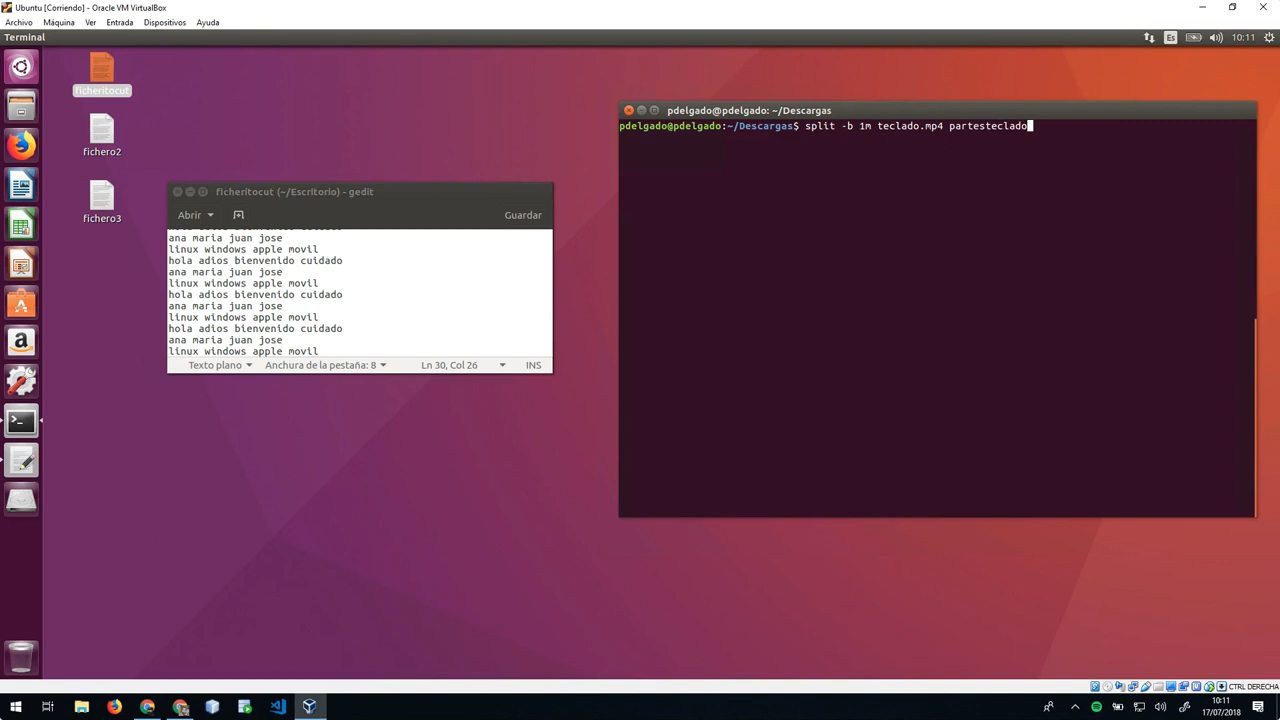 Ubuntu [Corriendo] - Oracle VM VirtualBox
Archivo Máquina Ver Entrada Dispositivos Ayuda
Terminal
Es
10:11
ficheritocut
fichero2
fichero3
ficheritocut (~/Escritorio) - gedit
Abrir
Guardar
ana maria juan jose
linux windows apple movil
hola adios bienvenido cuidado
ana maria juan jose
linux windows apple movil
hola adios bienvenido cuidado
ana maria juan jose
linux windows apple movil
hola adios bienvenido cuidado
ana maria juan jose
linux windows apple movil
Texto plano Anchura de la pestaña: 8 Ln 30, Col 26 INS
pdelgado@pdelgado: ~/Descargas
pdelgado@pdelgado:~/Descargas$ split -b 1m teclado.mp4 partesteclado
CTRL DERECHA
10:11
17/07/2018